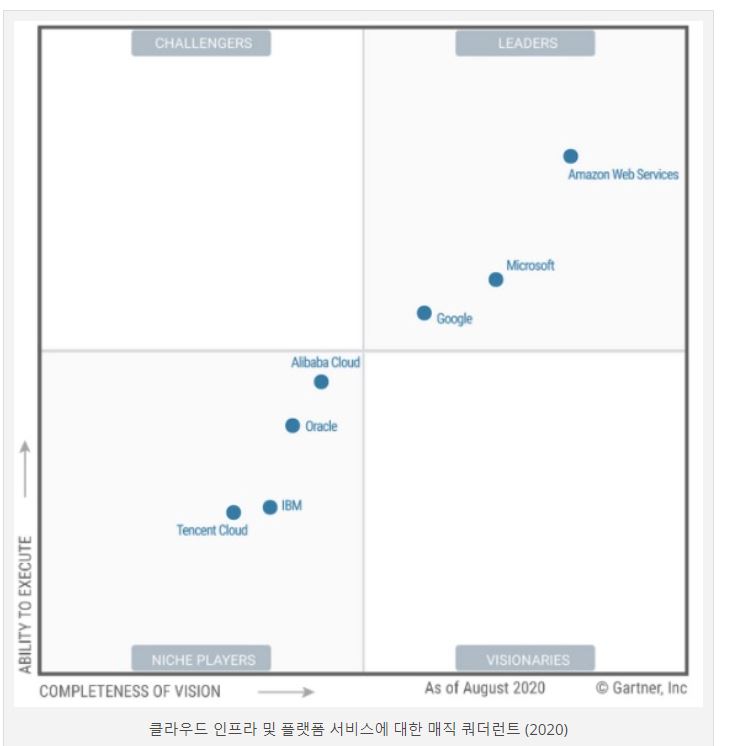 CHALLENGERS
LEADERS
Amazon Web Services
Microsoft
Google
Alibaba Cloud
Oracle
IBM
Tencent Cloud
ABILITY TO EXECUTE
NICHE PLAYERS
VISIONARIES
COMPLETENESS OF VISION
As of August 2020
© Gartner, Inc
클라우드 인프라 및 플랫폼 서비스에 대한 매직 쿼더런트 (2020)